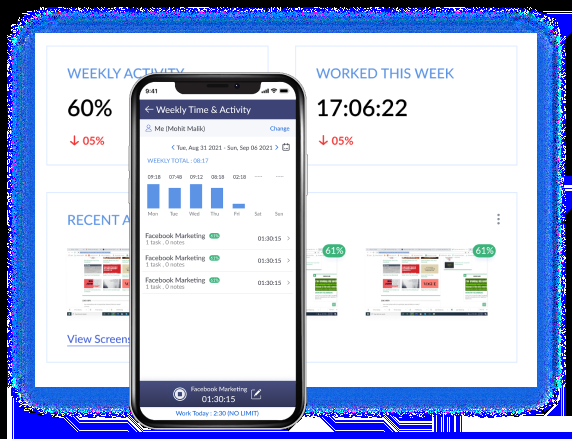 WEEKLY ACTIVITY
60%
05%
WORKED THIS WEEK
17:06:22
05%
RECENT A
61%
61%
View Screens
9:41
Weekly Time & Activity
Me (Mohit Malik)
Change
Tue, Aug 31 2021 - Sun, Sep 06 2021
WEEKLY TOTAL : 08:17
09:18 07:48 09:12 08:18 02:18 --:-- --:--
Mon Tue Wed Thu Fri Sat Sun
Facebook Marketing
1 task , 0 notes
01:30:15
Facebook Marketing
1 task , 0 notes
01:30:15
Facebook Marketing
1 task , 0 notes
01:30:15
Facebook Marketing
01:30:15
Work Today : 2:30 (NO LIMIT)